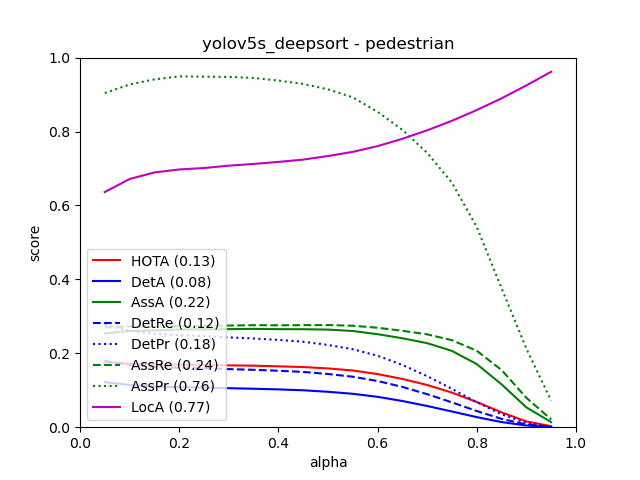 yolov5s_deepsort - pedestrian
1.0
0.8
0.6
0.4
0.2
0.0
score
HOTA (0.13)
DetA (0.08)
AssA (0.22)
DetRe (0.12)
DetPr (0.18)
AssRe (0.24)
AssPr (0.76)
LocA (0.77)
0.0 0.2 0.4 0.6 0.8 1.0
alpha